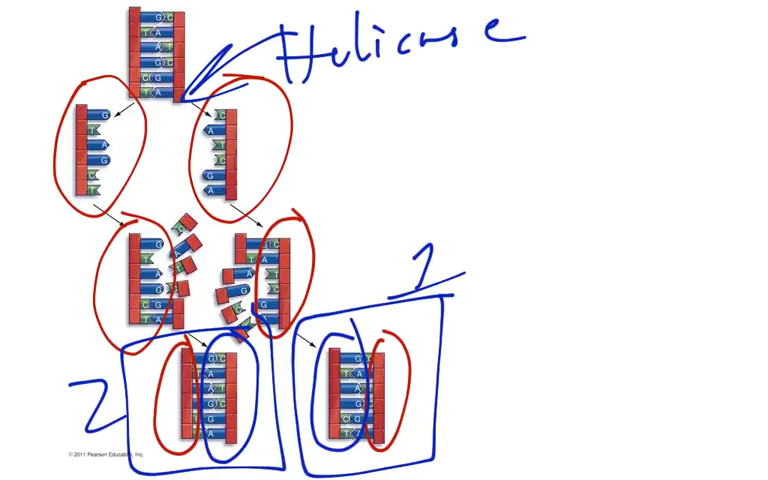 Helicase
G C
T A
A T
G C
C G
T A
G C
T A
A T
G C
C G
T A
G C G C
T A T A
A T A T
G C G C
C G G
T A A
1
2
G C G C
A T A
A T A T
G C G
G C G
A T A
© 2011 Pearson Education, Inc.